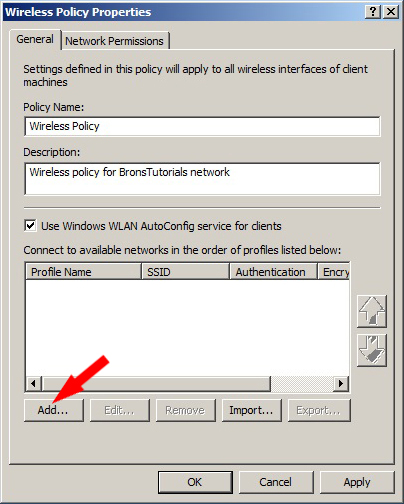 Wireless Policy Properties
General
Network Permissions
Settings defined in this policy will apply to all wireless interfaces of client
machines
Policy Name:
Wireless Policy
Description:
Wireless policy for BronsTutorials network
Use Windows WLAN AutoConfig service for clients
Connect to available networks in the order of profiles listed below:
Profile Name SSID Authentication Encry
Add... Edit... Remove Import... Export...
OK Cancel Apply